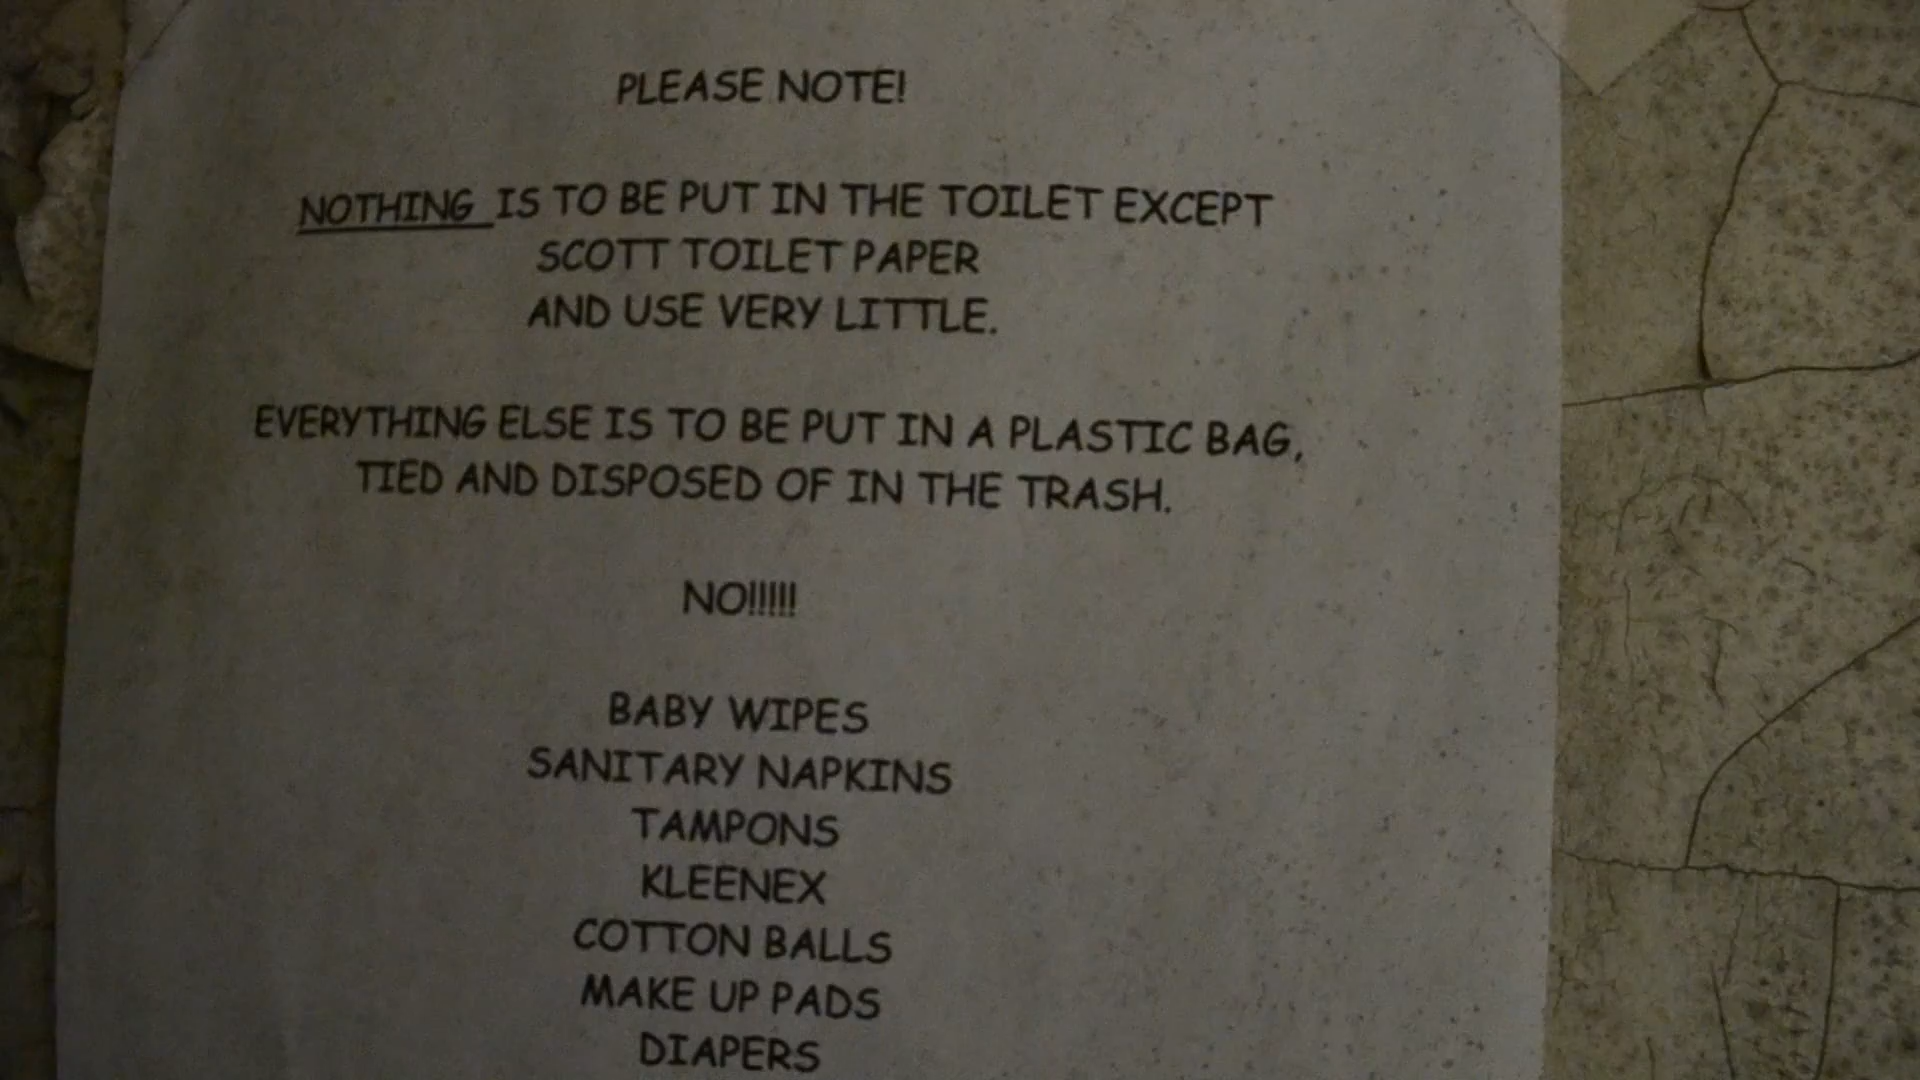 PLEASE NOTE!
NOTHING IS TO BE PUT IN THE TOILET EXCEPT
SCOTT TOILET PAPER
AND USE VERY LITTLE.
EVERYTHING ELSE IS TO BE PUT IN A PLASTIC BAG,
TIED AND DISPOSED OF IN THE TRASH.
NO!!!!!
BABY WIPES
SANITARY NAPKINS
TAMPONS
KLEENEX
COTTON BALLS
MAKE UP PADS
DIAPERS